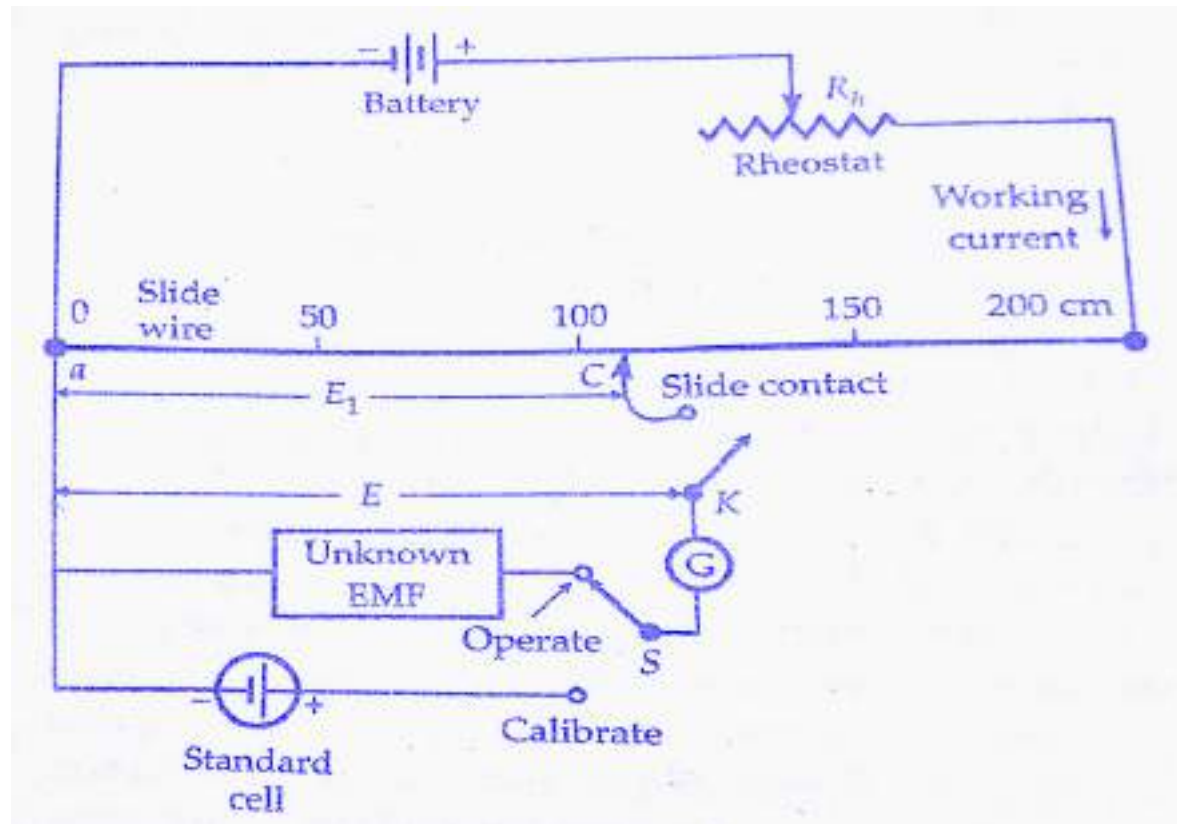 − +
Battery
R_h
Rheostat
Working
current
0
Slide
wire
50
100
150
200 cm
a
E₁
C
Slide contact
E
K
Unknown
EMF
G
Operate
S
− +
Calibrate
Standard
cell